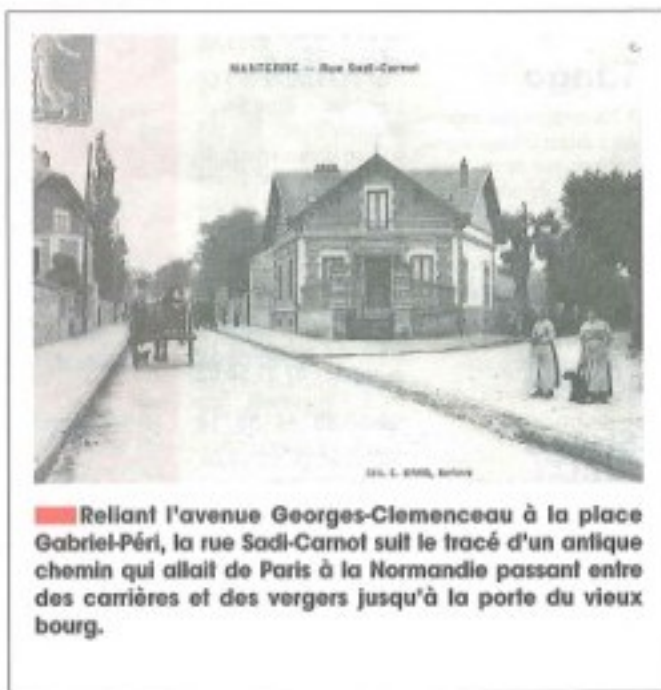 NANTERRE — Rue Sadi-Carnot
Reliant l'avenue Georges-Clemenceau à la place
Gabriel-Péri, la rue Sadi-Carnot suit le tracé d'un antique
chemin qui allait de Paris à la Normandie passant entre
des carrières et des vergers jusqu'à la porte du vieux
bourg.